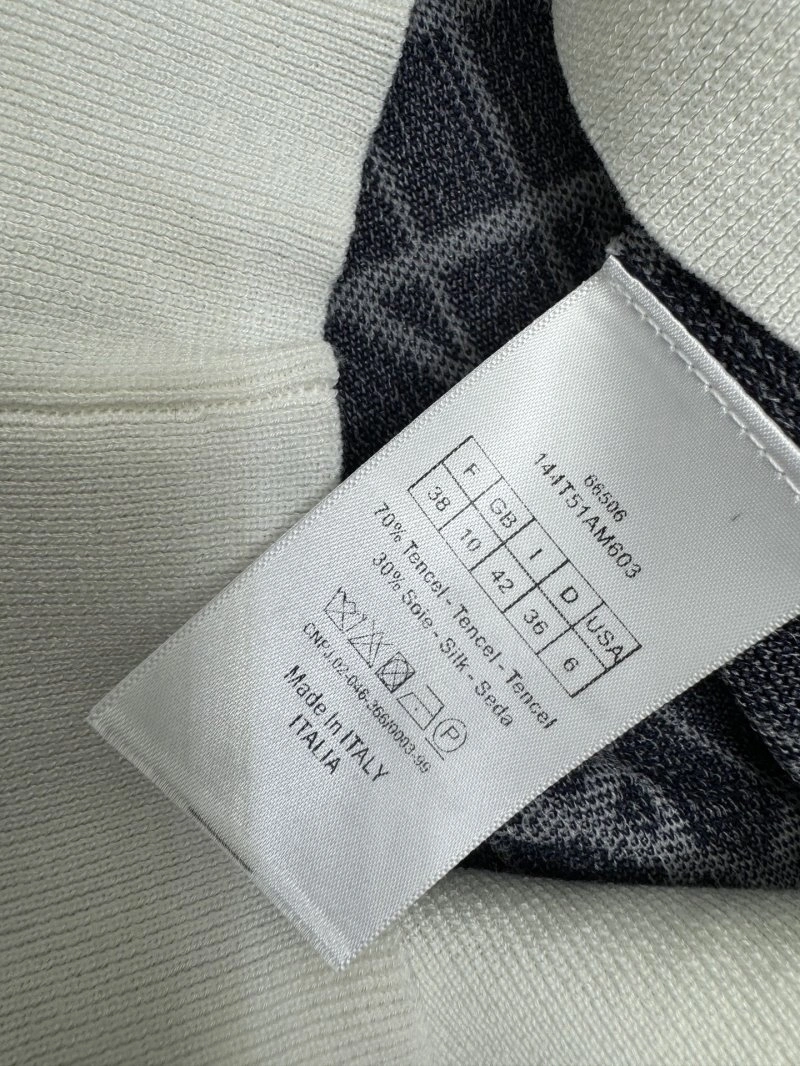 66506
144T51AM603
F GB I D USA
38 10 42 36 6
70% Tencel - Tencel - Tencel
30% Soie - Silk - Seda
P
CNPJ.02-046-366/0003-99
Made In ITALY
ITALIA